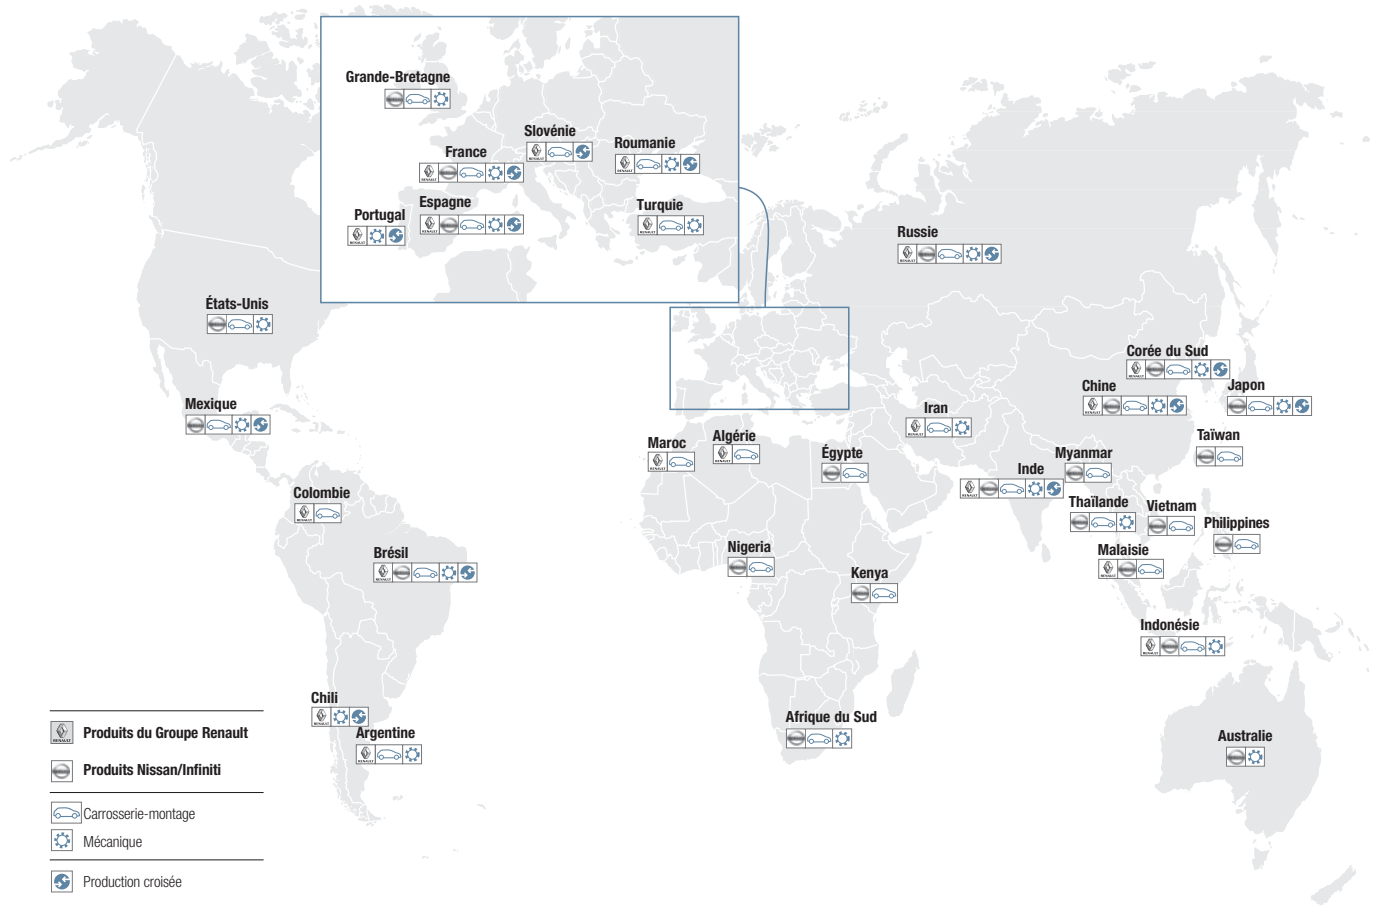 Grande-Bretagne
Slovénie
Roumanie
France
Espagne
Portugal
Turquie
Russie
États-Unis
Corée du Sud
Chine
Japon
Mexique
Iran
Maroc
Algérie
Égypte
Taïwan
Inde
Myanmar
Colombie
Thaïlande
Vietnam
Philippines
Brésil
Nigeria
Malaisie
Kenya
Indonésie
Chili
Argentine
Afrique du Sud
Australie
RENAULT
Produits du Groupe Renault
Produits Nissan/Infiniti
Carrosserie-montage
Mécanique
Production croisée